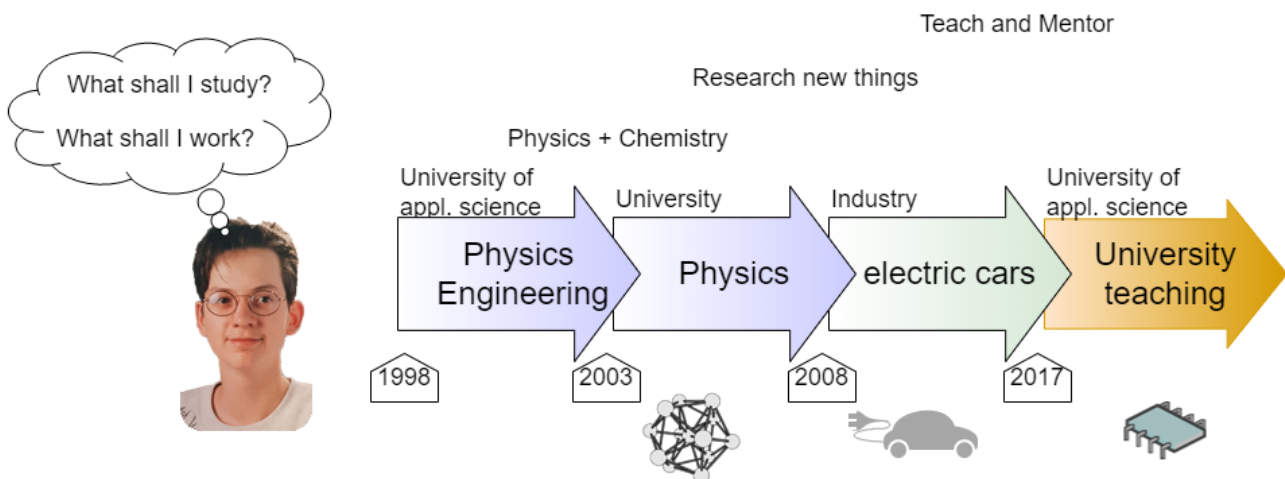 Teach and Mentor
What shall I study?
Research new things
What shall I work?
Physics + Chemistry
University of
appl. science
University
Industry
University of
appl. science
Physics
Engineering
Physics
electric cars
University
teaching
1998
2003
2008
2017